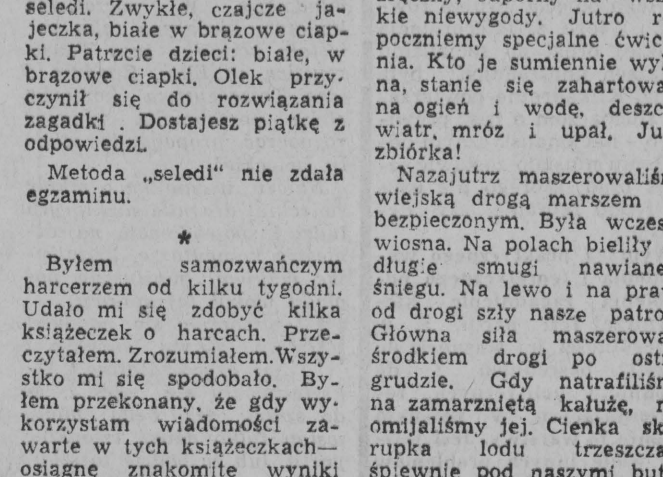 seledi. Zwykłe, czajcze ja-
jeczka, białe w brązowe ciap-
ki. Patrzcie dzieci: białe, w
brązowe ciapki. Olek przy-
czynił się do rozwiązania
zagadki . Dostajesz piątkę z
odpowiedzi.
Metoda „seledi“ nie zdała
egzaminu.
*
Byłem samozwańczym
harcerzem od kilku tygodni.
Udało mi się zdobyć kilka
książeczek o harcach. Prze-
czytałem. Zrozumiałem.Wszy-
stko mi się spodobało. By-
łem przekonany, że gdy wy-
korzystam wiadomości za-
warte w tych książeczkach—
osiągnę znakomite wyniki
kie niewygody. Jutro r
poczniemy specjalne ćwic
nia. Kto je sumiennie wy
na, stanie się zahartowa
na ogień i wodę, deszc
wiatr, mróz i upał. Ju
zbiórka!
Nazajutrz maszerowaliś
wiejską drogą marszem
bezpieczonym. Była wczes
wiosna. Na polach bieliły
długie smugi nawiane
śniegu. Na lewo i na pra
od drogi szły nasze patro
Główna siła maszerowa
środkiem drogi po ost
grudzie. Gdy natrafiliś
na zamarzniętą kałużę, n
omijaliśmy jej. Cienka sk
rupka lodu trzeszcza
śpiewnie pod naszymi but